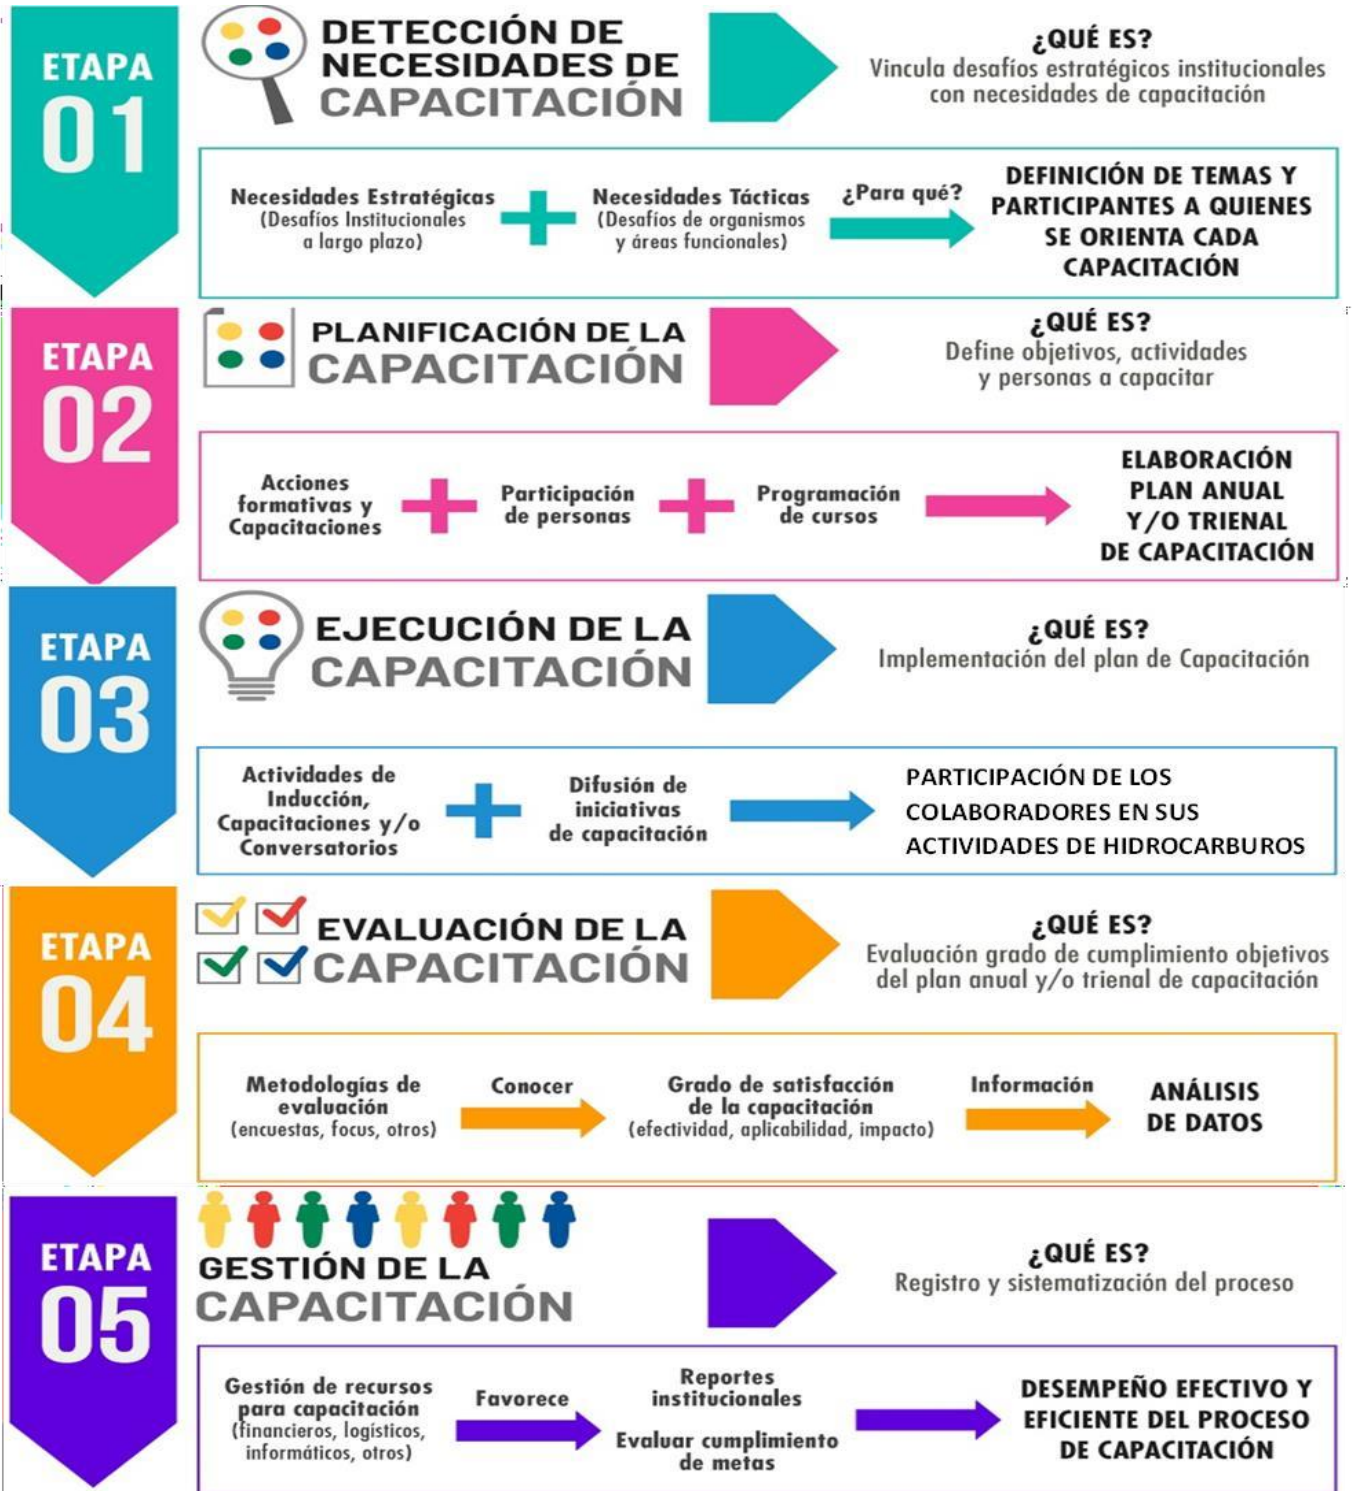 ETAPA
01
DETECCIÓN DE
NECESIDADES DE
CAPACITACIÓN
¿QUÉ ES?
Vincula desafíos estratégicos institucionales
con necesidades de capacitación
Necesidades Estratégicas
(Desafíos Institucionales
a largo plazo)
Necesidades Tácticas
(Desafíos de organismos
y áreas funcionales)
¿Para qué?
DEFINICIÓN DE TEMAS Y
PARTICIPANTES A QUIENES
SE ORIENTA CADA
CAPACITACIÓN
ETAPA
02
PLANIFICACIÓN DE LA
CAPACITACIÓN
¿QUÉ ES?
Define objetivos, actividades
y personas a capacitar
Acciones
formativas y
Capacitaciones
Participación
de personas
Programación
de cursos
ELABORACIÓN
PLAN ANUAL
Y/O TRIENAL
DE CAPACITACIÓN
ETAPA
03
EJECUCIÓN DE LA
CAPACITACIÓN
¿QUÉ ES?
Implementación del plan de Capacitación
Actividades de
Inducción,
Capacitaciones y/o
Conversatorios
Difusión de
iniciativas
de capacitación
PARTICIPACIÓN DE LOS
COLABORADORES EN SUS
ACTIVIDADES DE HIDROCARBUROS
ETAPA
04
EVALUACIÓN DE LA
CAPACITACIÓN
¿QUÉ ES?
Evaluación grado de cumplimiento objetivos
del plan anual y/o trienal de capacitación
Metodologías de
evaluación
(encuestas, focus, otros)
Conocer
Grado de satisfacción
de la capacitación
(efectividad, aplicabilidad, impacto)
Información
ANÁLISIS
DE DATOS
ETAPA
05
GESTIÓN DE LA
CAPACITACIÓN
¿QUÉ ES?
Registro y sistematización del proceso
Gestión de recursos
para capacitación
(financieros, logísticos,
informáticos, otros)
Favorece
Reportes
institucionales
Evaluar cumplimiento
de metas
DESEMPEÑO EFECTIVO Y
EFICIENTE DEL PROCESO
DE CAPACITACIÓN